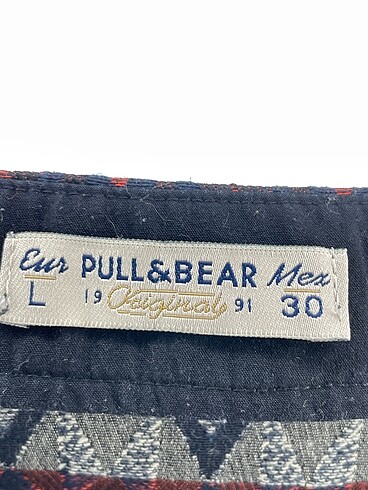 Eur PULL&BEAR Mex
L 19 Original 91 30